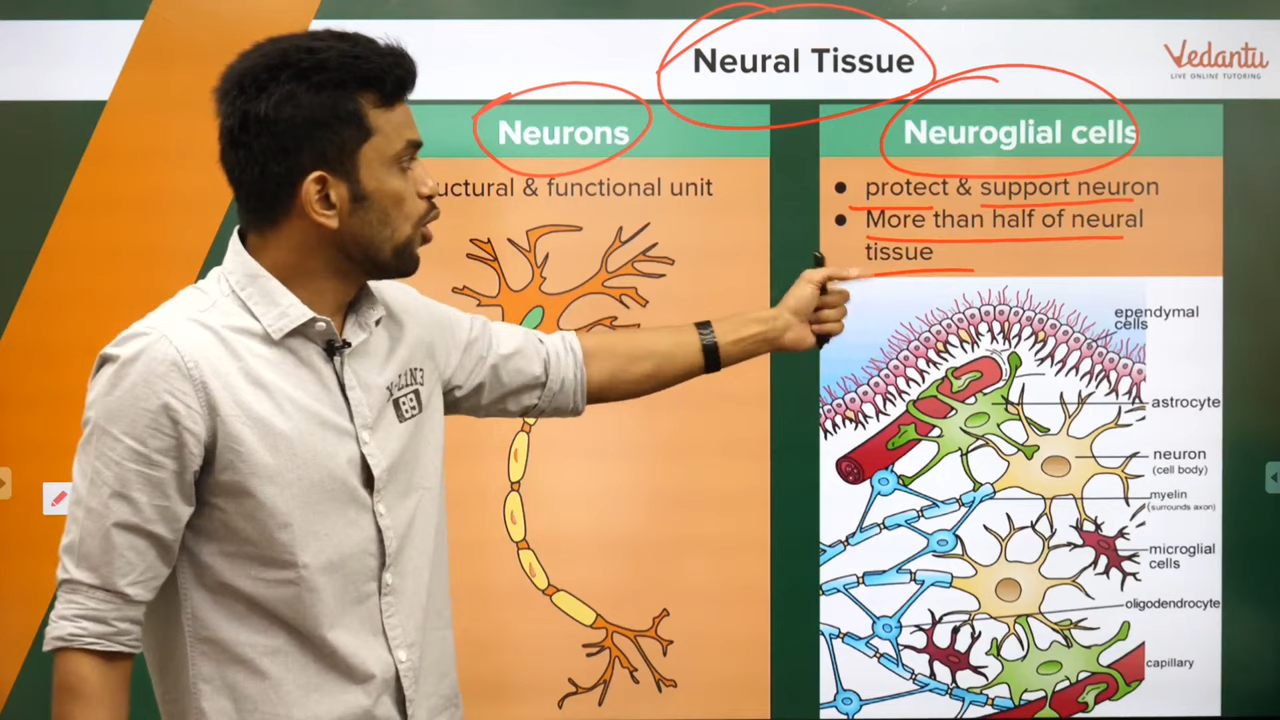 Neural Tissue
Vedantu
LIVE ONLINE TUTORING
Neurons
uctural & functional unit
Neuroglial cells
● protect & support neuron
● More than half of neural
tissue
Y-L1N3
89
ependymal
cells
astrocyte
neuron
(cell body)
myelin
(surrounds axon)
microglial
cells
oligodendrocyte
capillary